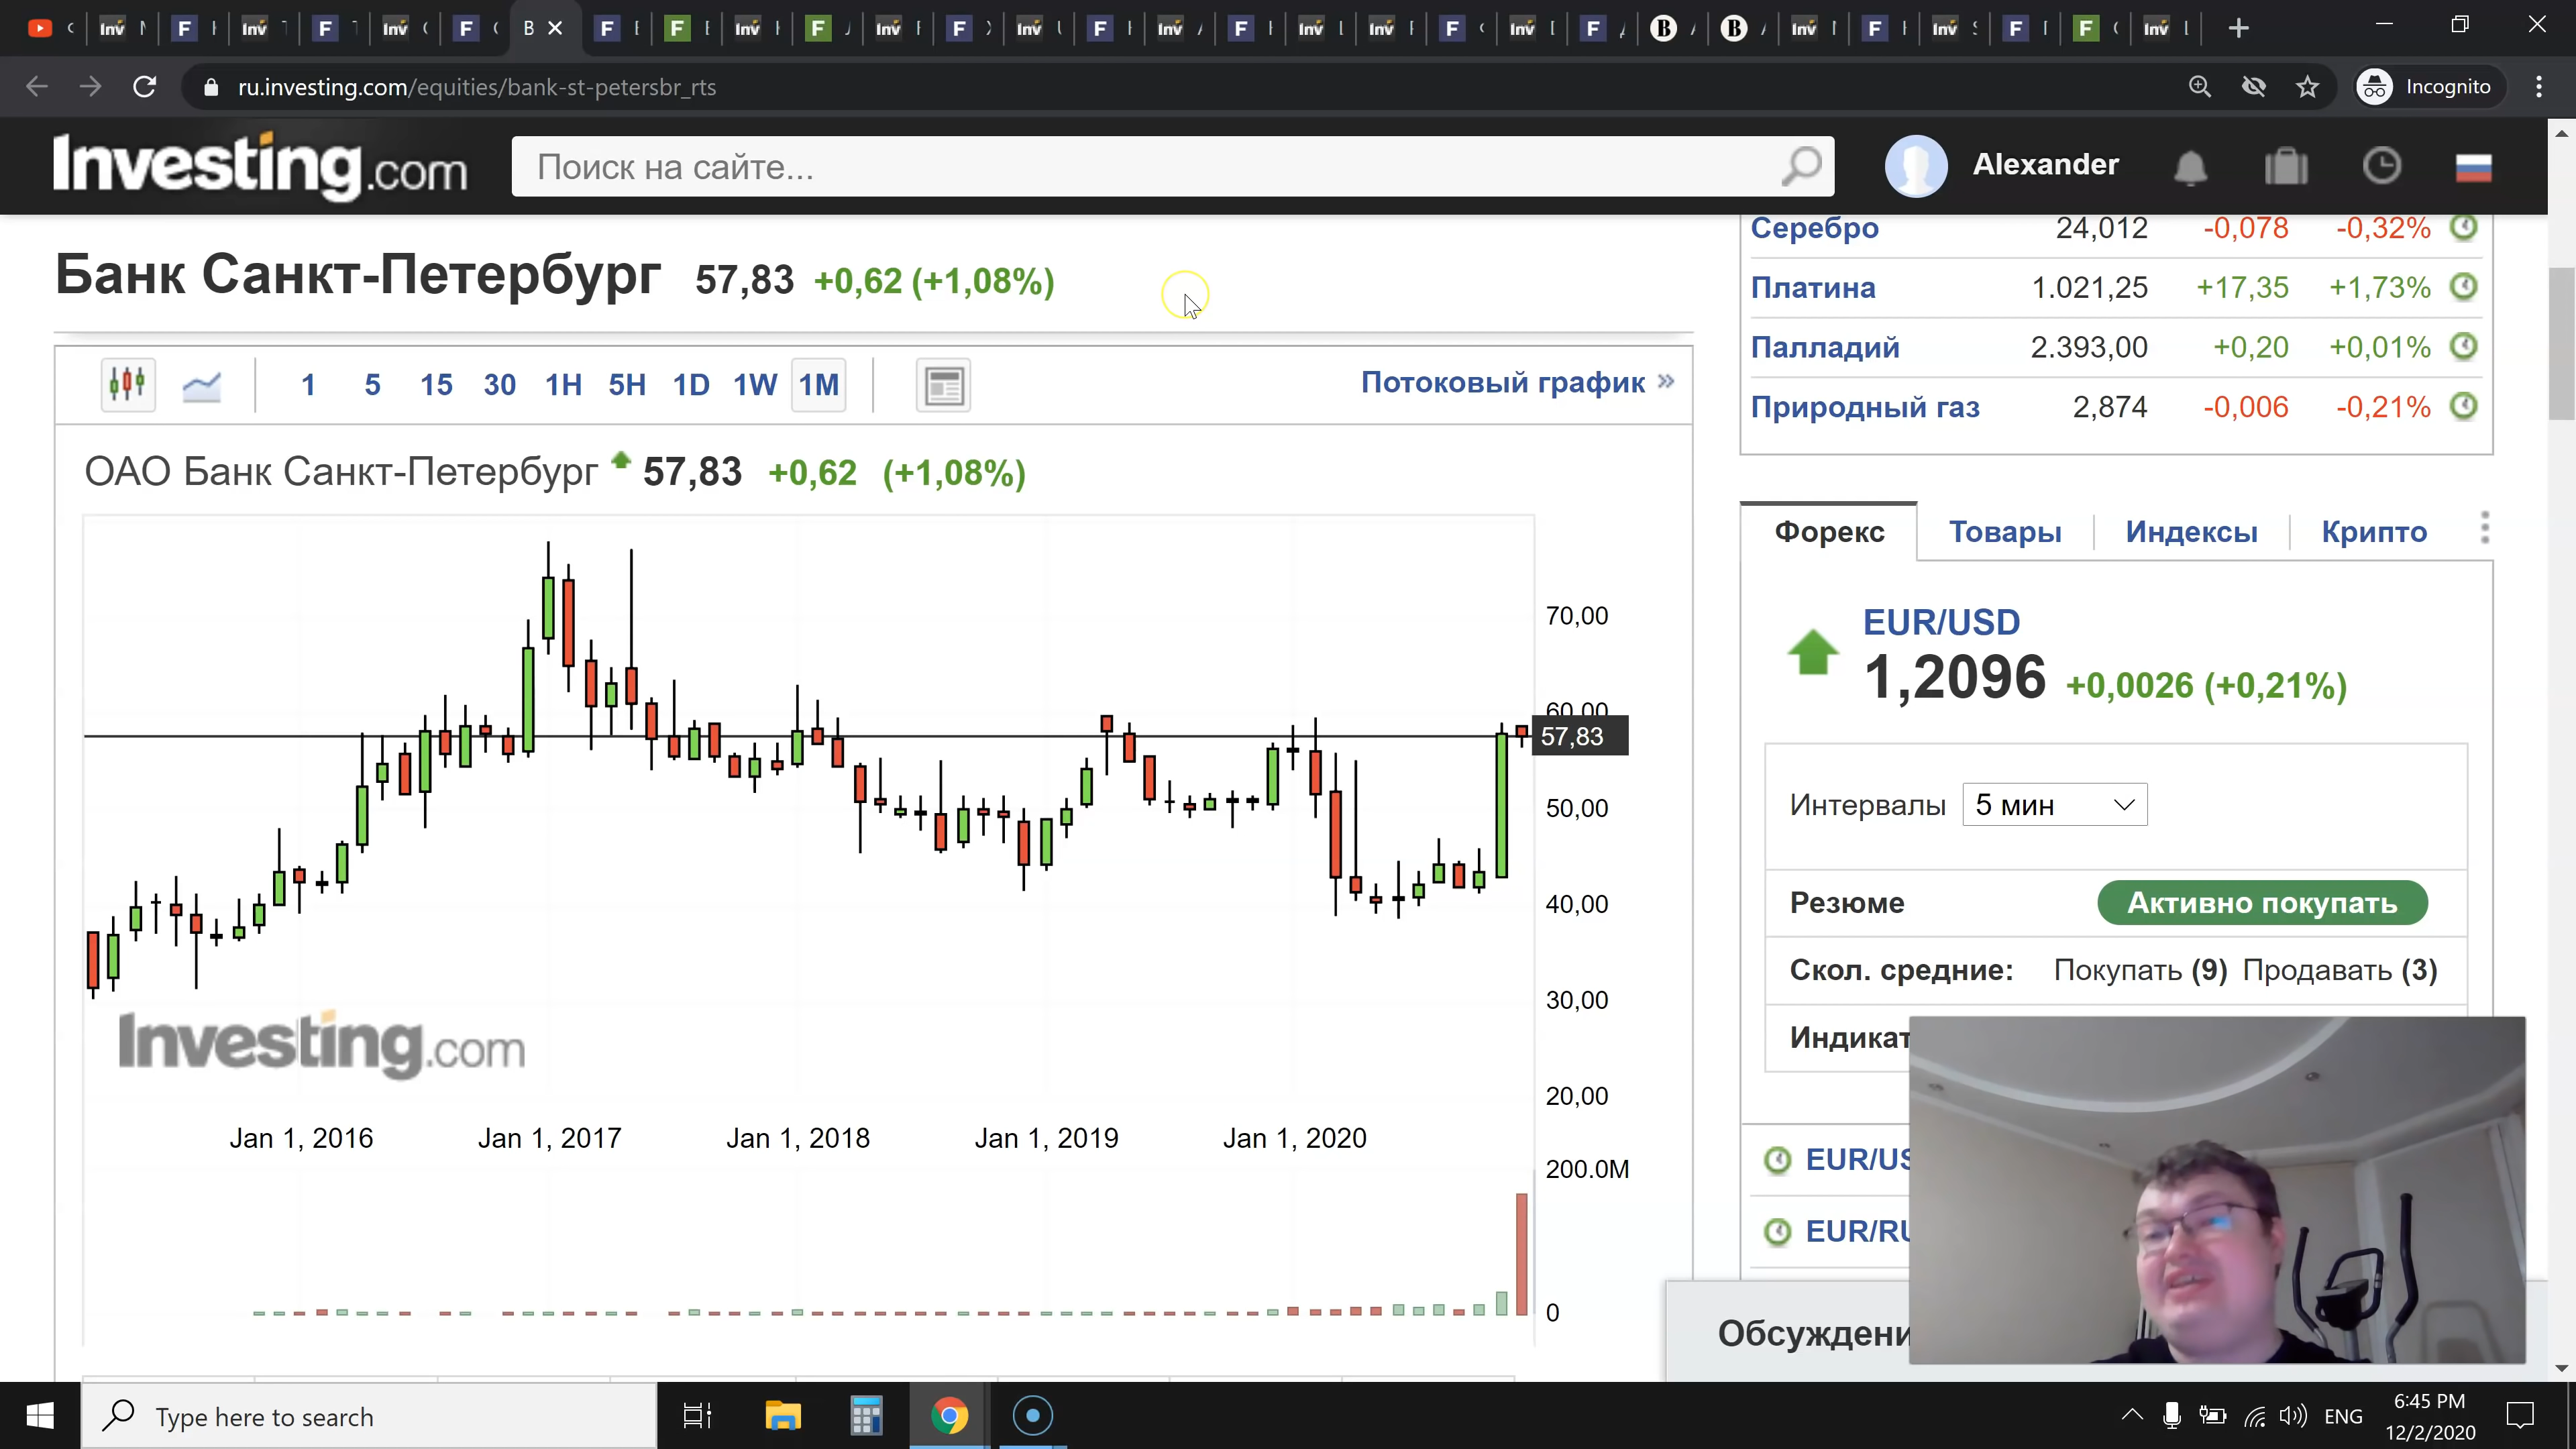 B
ru.investing.com/equities/bank-st-petersbr_rts
Incognito
Investing.com
Поиск на сайте...
Alexander
Банк Санкт-Петербург 57,83 +0,62 (+1,08%)
Серебро 24,012 -0,078 -0,32%
Платина 1.021,25 +17,35 +1,73%
Палладий 2.393,00 +0,20 +0,01%
Природный газ 2,874 -0,006 -0,21%
1 5 15 30 1H 5H 1D 1W 1M
Потоковый график »
ОАО Банк Санкт-Петербург 57,83 +0,62 (+1,08%)
70,00
60,00
57,83
50,00
40,00
30,00
20,00
Investing.com
Jan 1, 2016 Jan 1, 2017 Jan 1, 2018 Jan 1, 2019 Jan 1, 2020
200.0M
0
Форекс Товары Индексы Крипто
EUR/USD
1,2096 +0,0026 (+0,21%)
Интервалы 5 мин
Резюме Активно покупать
Скол. средние: Покупать (9) Продавать (3)
Индикат
EUR/US
EUR/RU
Обсуждени
Type here to search
ENG
6:45 PM
12/2/2020